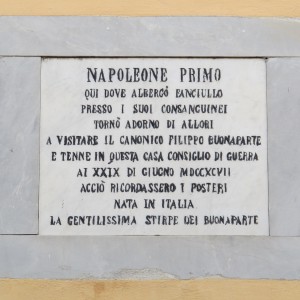 NAPOLEONE PRIMO
QUI DOVE ALBERGÒ FANCIULLO
PRESSO I SUOI CONSANGUINEI
TORNÒ ADORNO DI ALLORI
A VISITARE IL CANONICO FILIPPO BUONAPARTE
E TENNE IN QUESTA CASA CONSIGLIO DI GUERRA
AI XXIX DI GIUGNO MDCCXCVII
ACCIÒ RICORDASSERO I POSTERI
NATA IN ITALIA
LA GENTILISSIMA STIRPE DEI BUONAPARTE